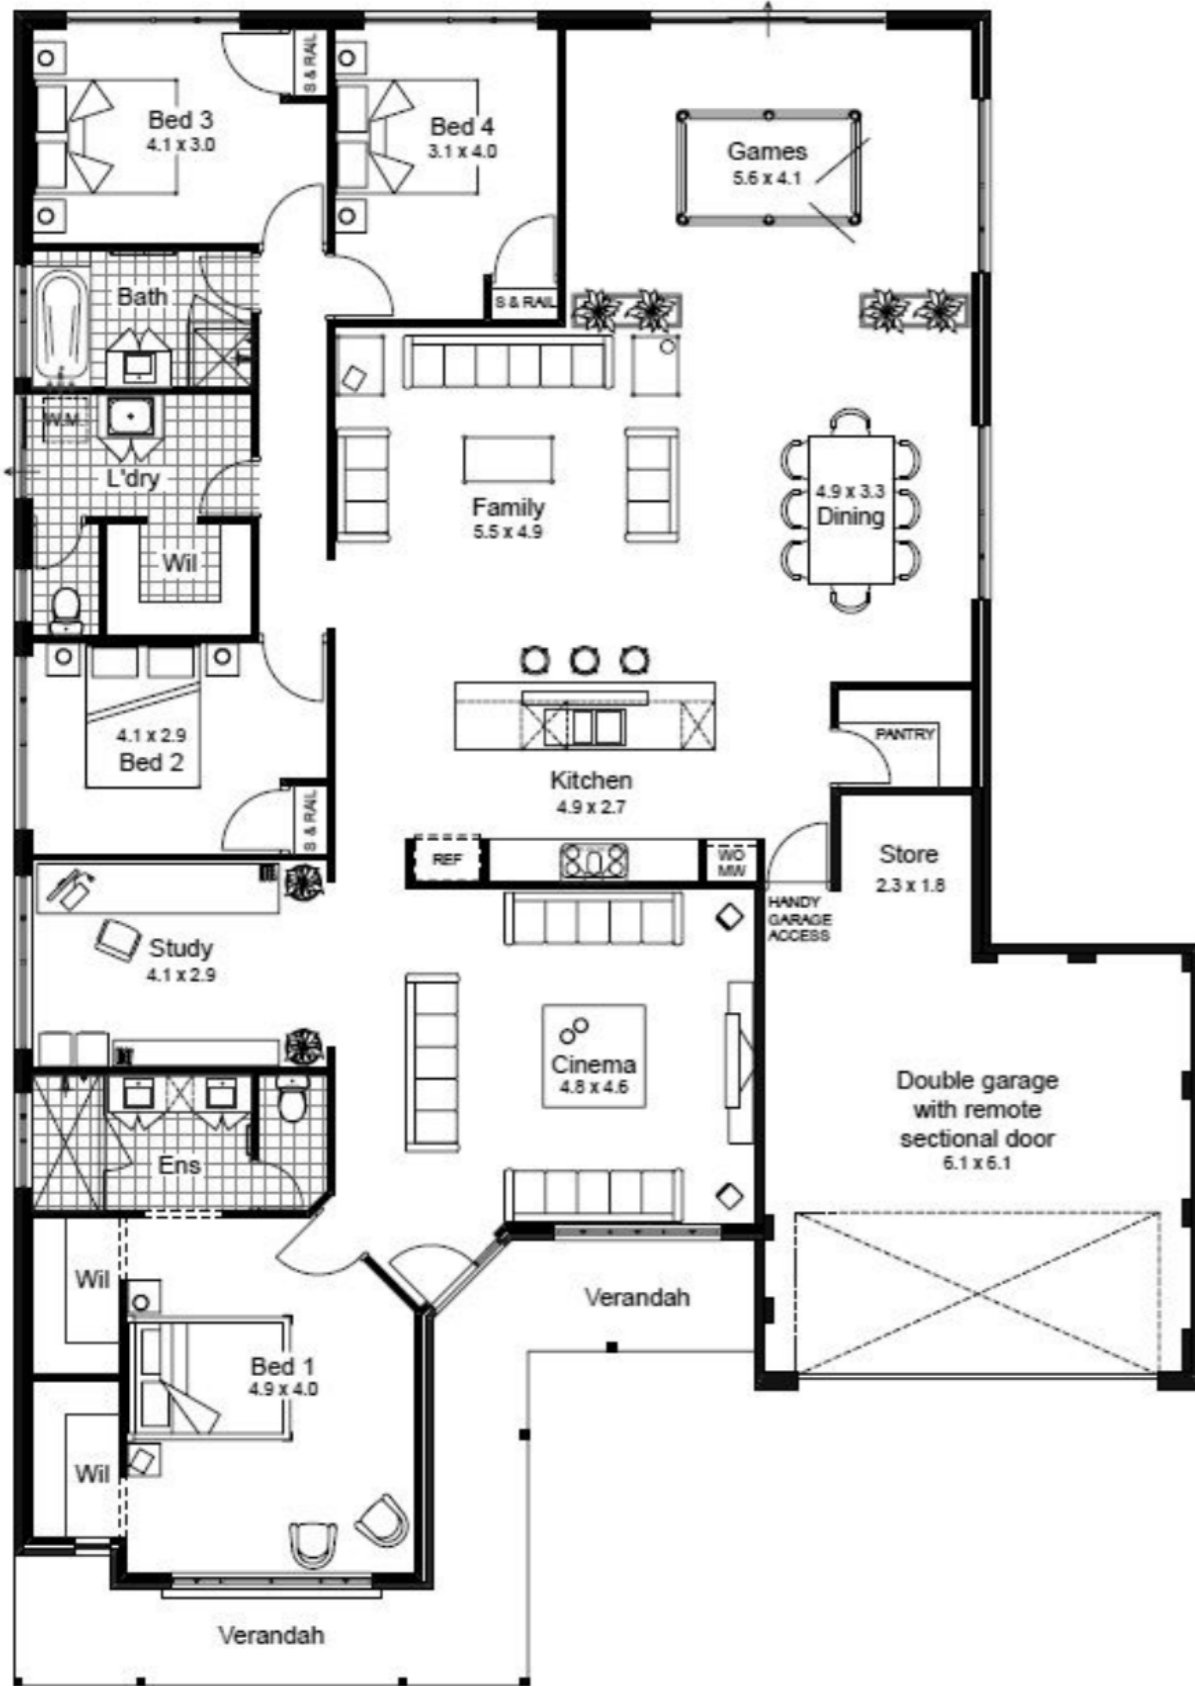 Bed 3
4.1 x 3.0
S & RAIL
Bed 4
3.1 x 4.0
S & RAIL
Games
5.6 x 4.1
Bath
W.M.
L'dry
Wil
Family
5.5 x 4.9
4.9 x 3.3
Dining
4.1 x 2.9
Bed 2
S & RAIL
Kitchen
4.9 x 2.7
PANTRY
REF
WO
MW
Store
2.3 x 1.8
HANDY
GARAGE
ACCESS
Study
4.1 x 2.9
Cinema
4.8 x 4.6
Double garage
with remote
sectional door
6.1 x 6.1
Ens
Wil
Verandah
Bed 1
4.9 x 4.0
Wil
Verandah